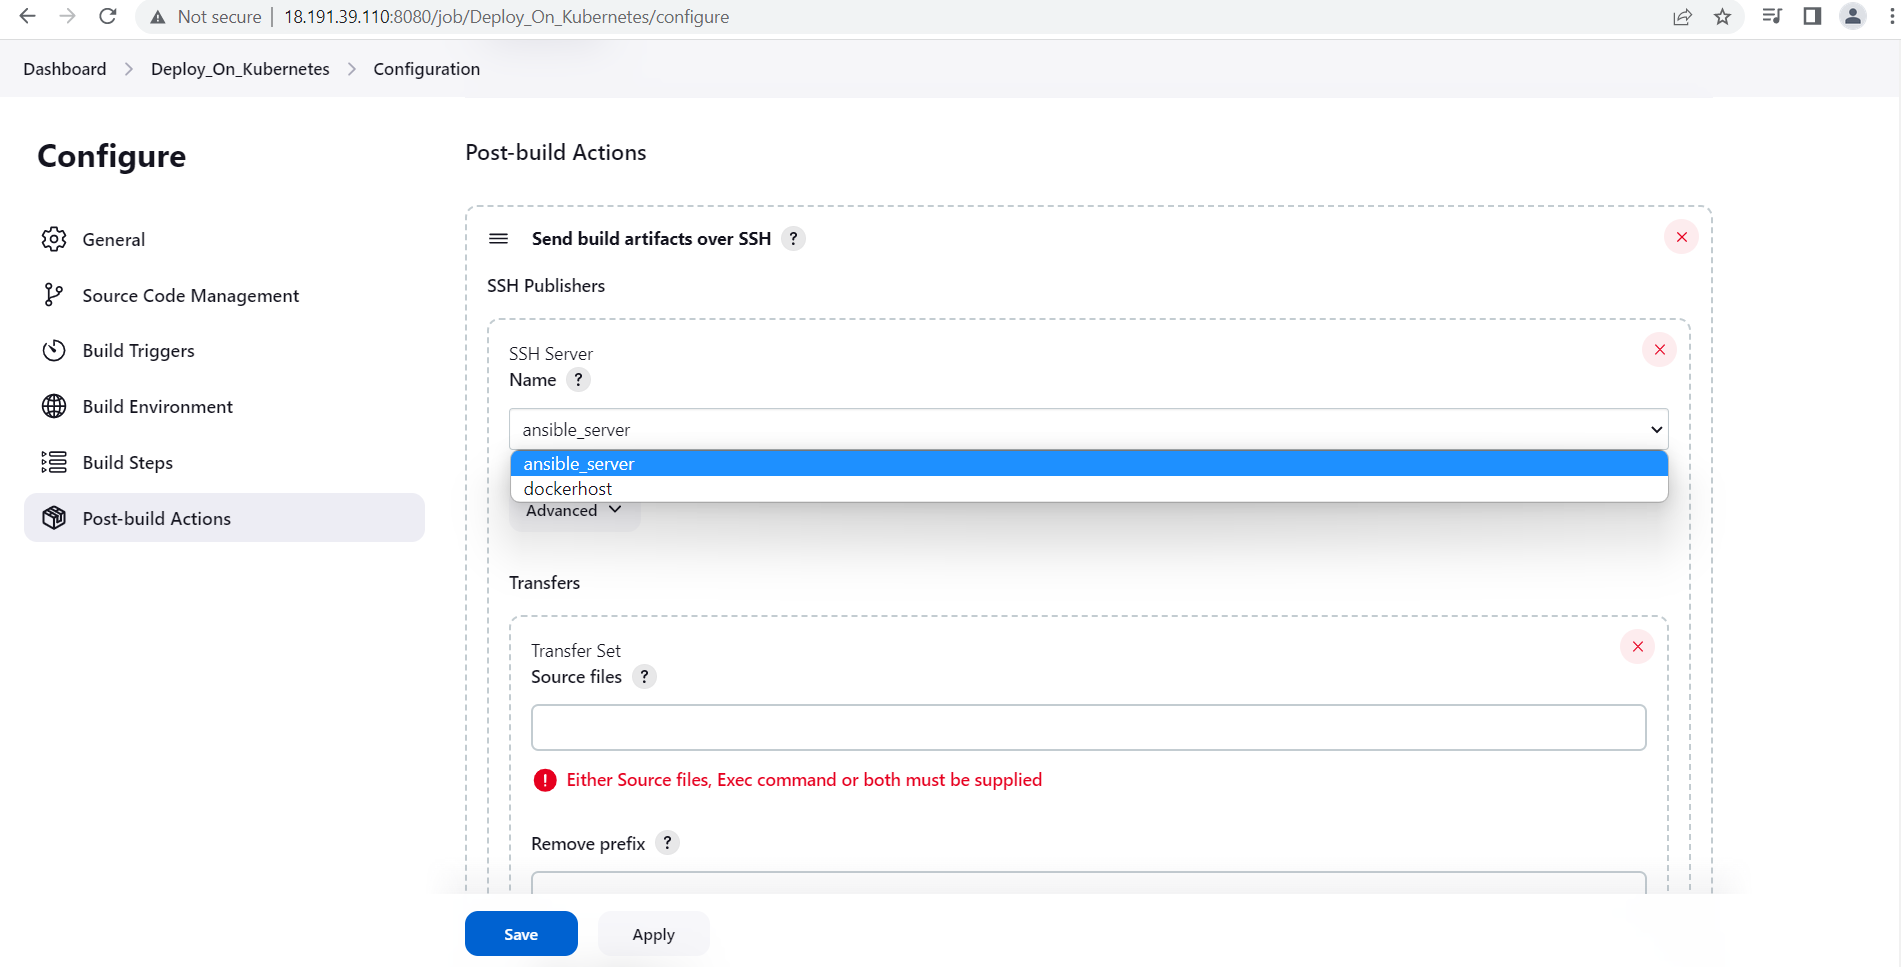 Not secure | 18.191.39.110:8080/job/Deploy_On_Kubernetes/configure
Dashboard > Deploy_On_Kubernetes > Configuration
Configure
General
Source Code Management
Build Triggers
Build Environment
Build Steps
Post-build Actions
Post-build Actions
Send build artifacts over SSH ?
SSH Publishers
SSH Server
Name ?
ansible_server
ansible_server
dockerhost
Advanced
Transfers
Transfer Set
Source files ?
Either Source files, Exec command or both must be supplied
Remove prefix ?
Save
Apply